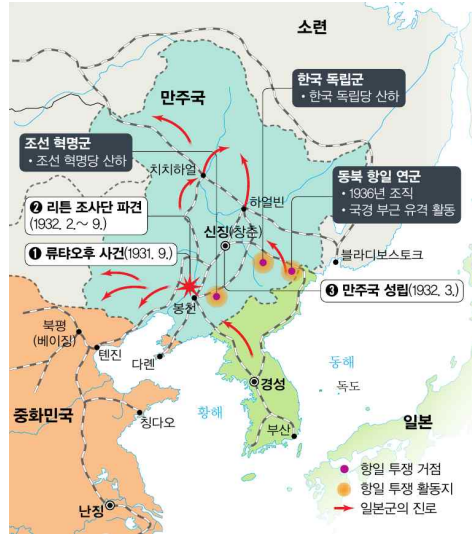 소련
한국 독립군
• 한국 독립당 산하
만주국
조선 혁명군
• 조선 혁명당 산하
치치하얼
동북 항일 연군
• 1936년 조직
• 국경 부근 유격 활동
하얼빈
❷ 리튼 조사단 파견
(1932. 2.~ 9.)
신징(창춘)
❶ 류탸오후 사건(1931. 9.)
블라디보스토크
❸ 만주국 성립(1932. 3.)
봉천
북평
(베이징)
톈진
다롄
동해
경성
독도
중화민국
황해
칭다오
일본
부산
항일 투쟁 거점
항일 투쟁 활동지
일본군의 진로
난징